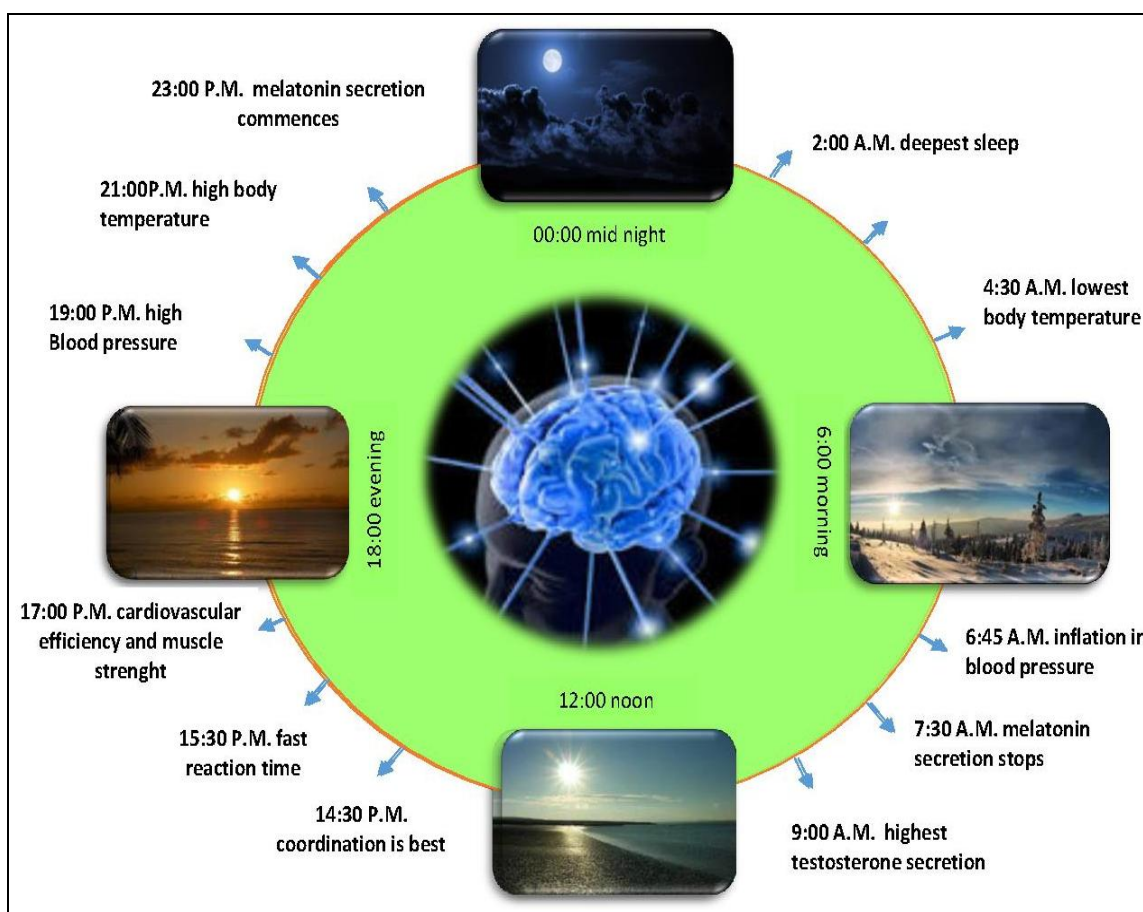 23:00 P.M. melatonin secretion
commences
2:00 A.M. deepest sleep
21:00P.M. high body
temperature
00:00 mid night
4:30 A.M. lowest
body temperature
19:00 P.M. high
Blood pressure
18:00 evening
6:00 morning
17:00 P.M. cardiovascular
efficiency and muscle
strenght
6:45 A.M. inflation in
blood pressure
12:00 noon
7:30 A.M. melatonin
secretion stops
15:30 P.M. fast
reaction time
14:30 P.M.
coordination is best
9:00 A.M. highest
testosterone secretion